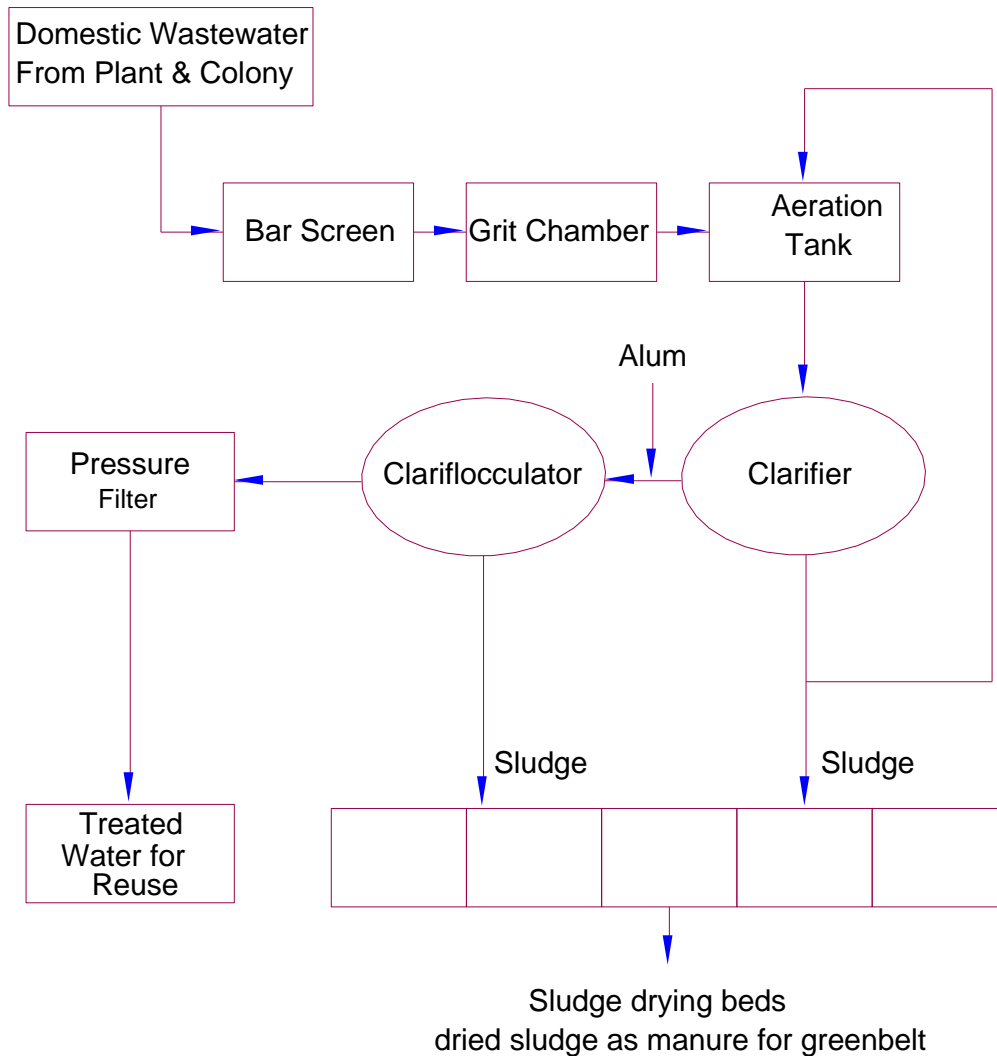 Domestic Wastewater
From Plant & Colony
Bar Screen
Grit Chamber
Aeration
Tank
Alum
Pressure
Filter
Clariflocculator
Clarifier
Sludge
Sludge
Treated
Water for
Reuse
Sludge drying beds
dried sludge as manure for greenbelt